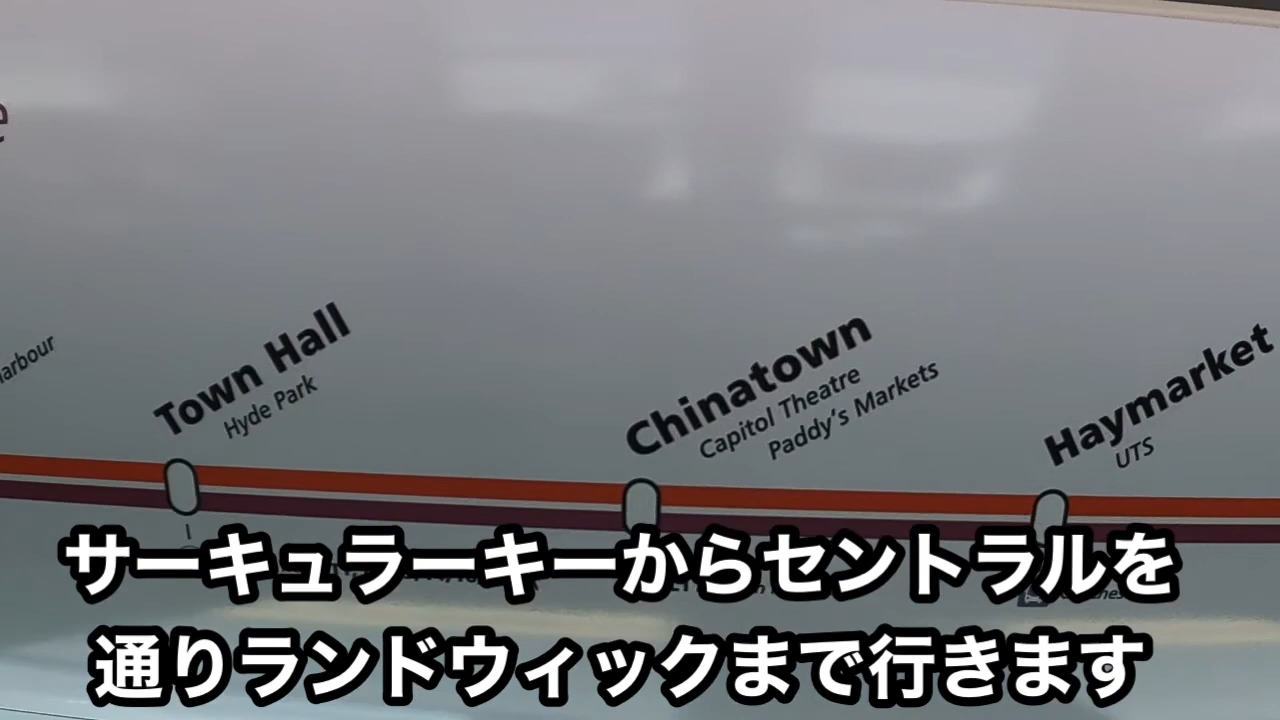 Town Hall
Hyde Park
Chinatown
Capitol Theatre
Paddy's Markets
Haymarket
UTS
サーキュラーキーからセントラルを
通りランドウィックまで行きます